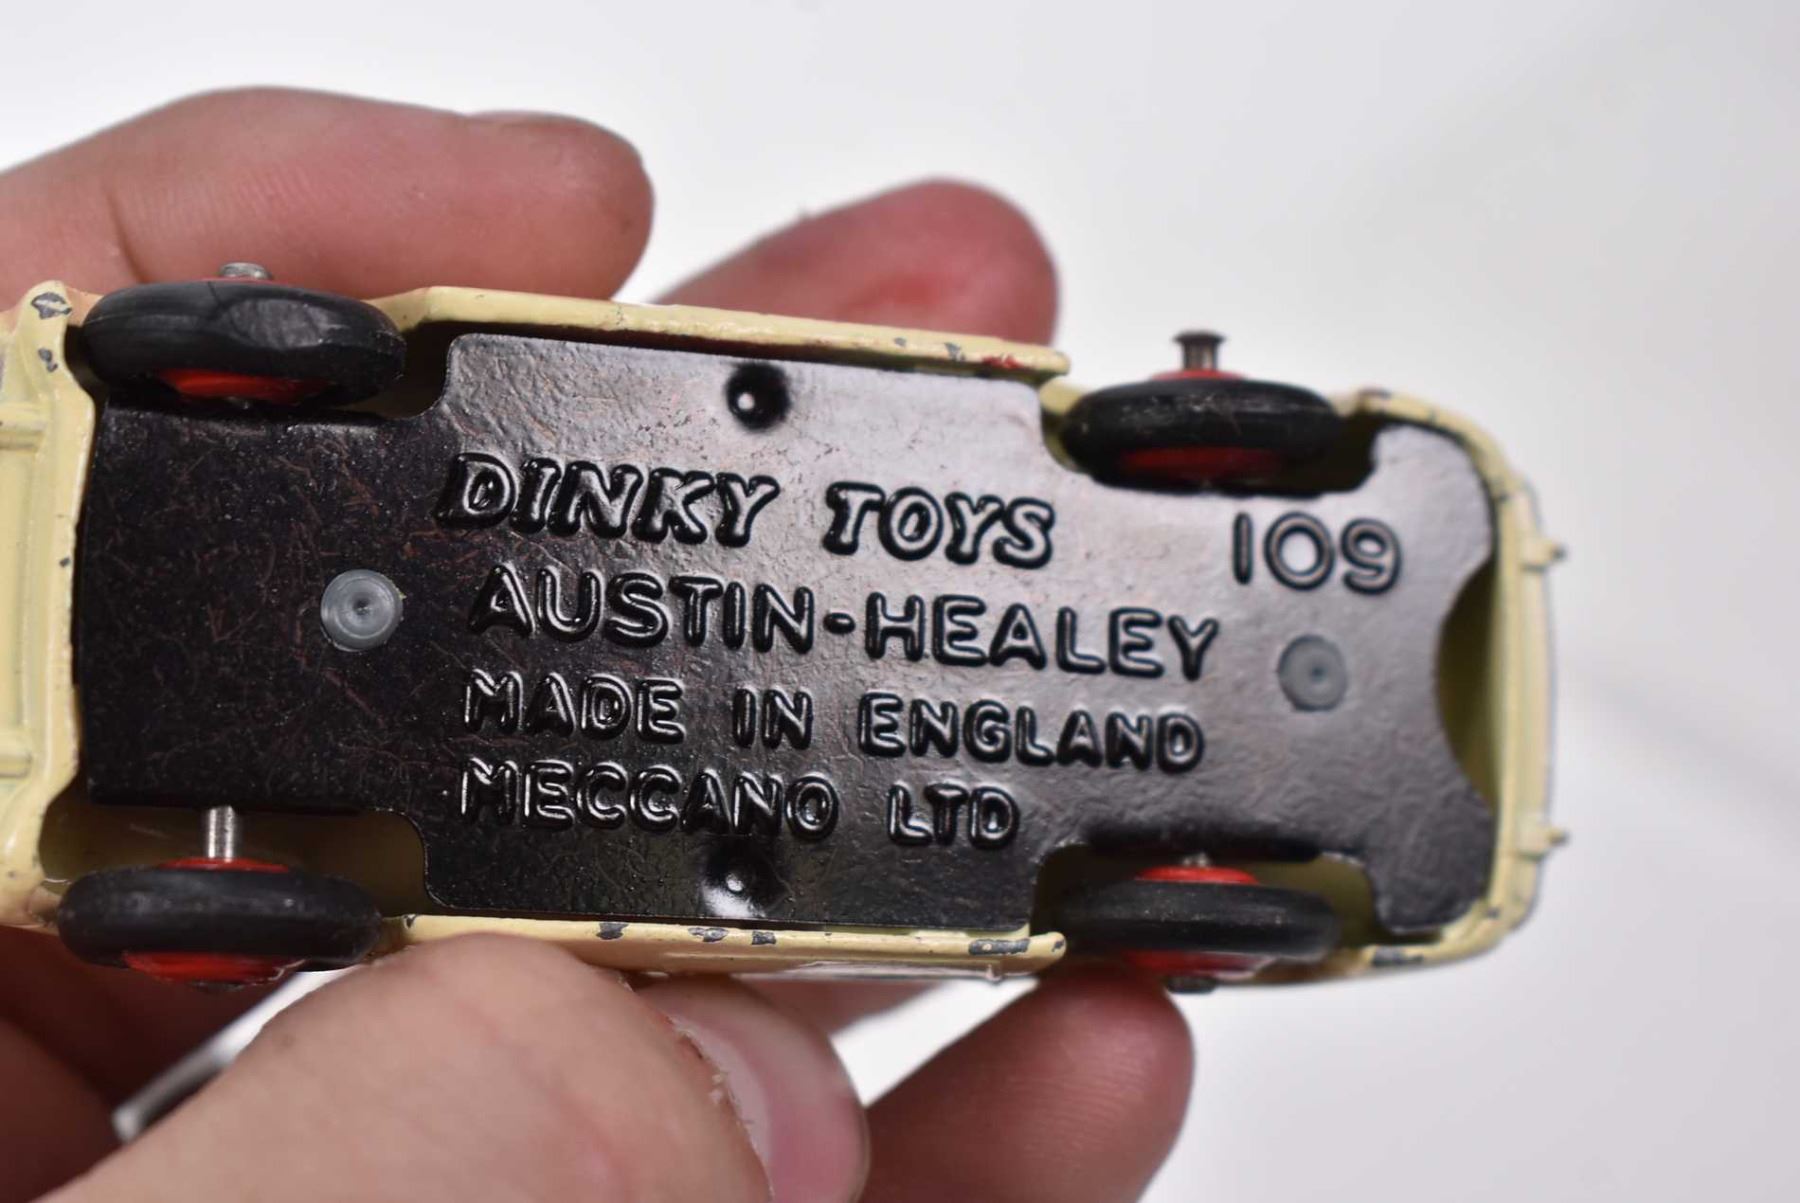 DINKY TOYS 109
AUSTIN-HEALEY
MADE IN ENGLAND
MECCANO LTD